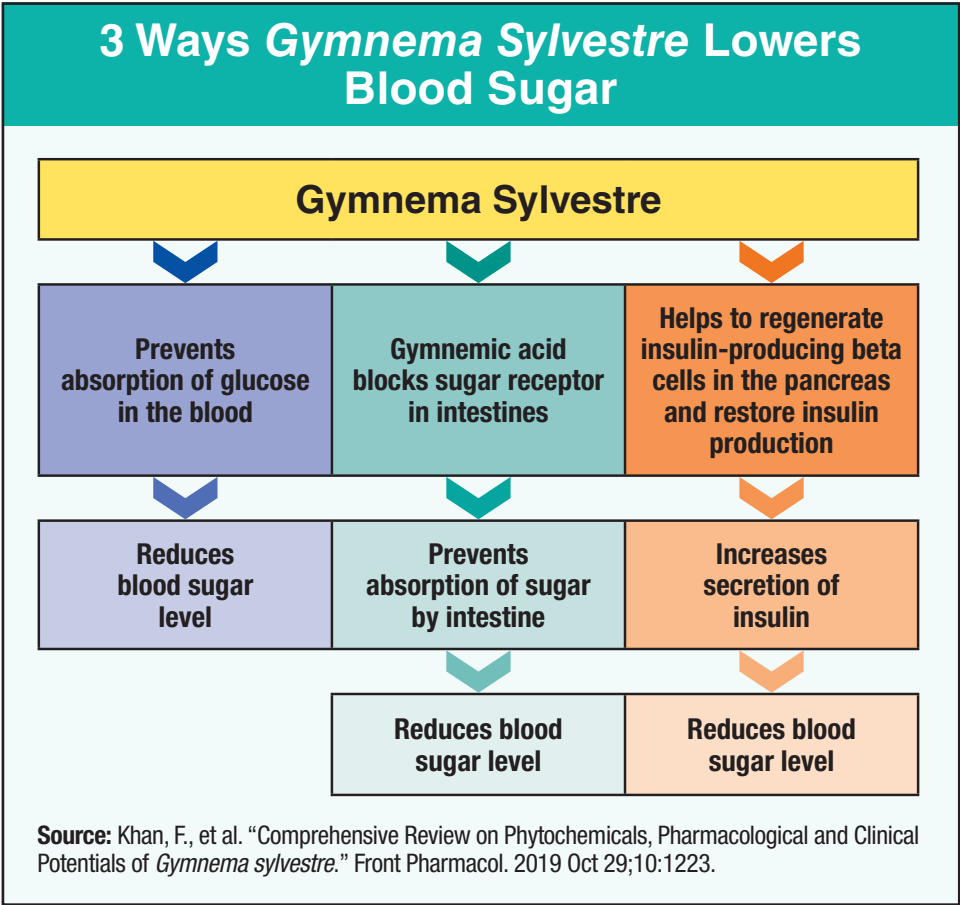 3 Ways Gymnema Sylvestre Lowers
Blood Sugar
Gymnema Sylvestre
Prevents
absorption of glucose
in the blood
Gymnemic acid
blocks sugar receptor
in intestines
Helps to regenerate
insulin-producing beta
cells in the pancreas
and restore insulin
production
Reduces
blood sugar
level
Prevents
absorption of sugar
by intestine
Increases
secretion of
insulin
Reduces blood
sugar level
Reduces blood
sugar level
Source: Khan, F., et al. “Comprehensive Review on Phytochemicals, Pharmacological and Clinical
Potentials of Gymnema sylvestre.” Front Pharmacol. 2019 Oct 29;10:1223.